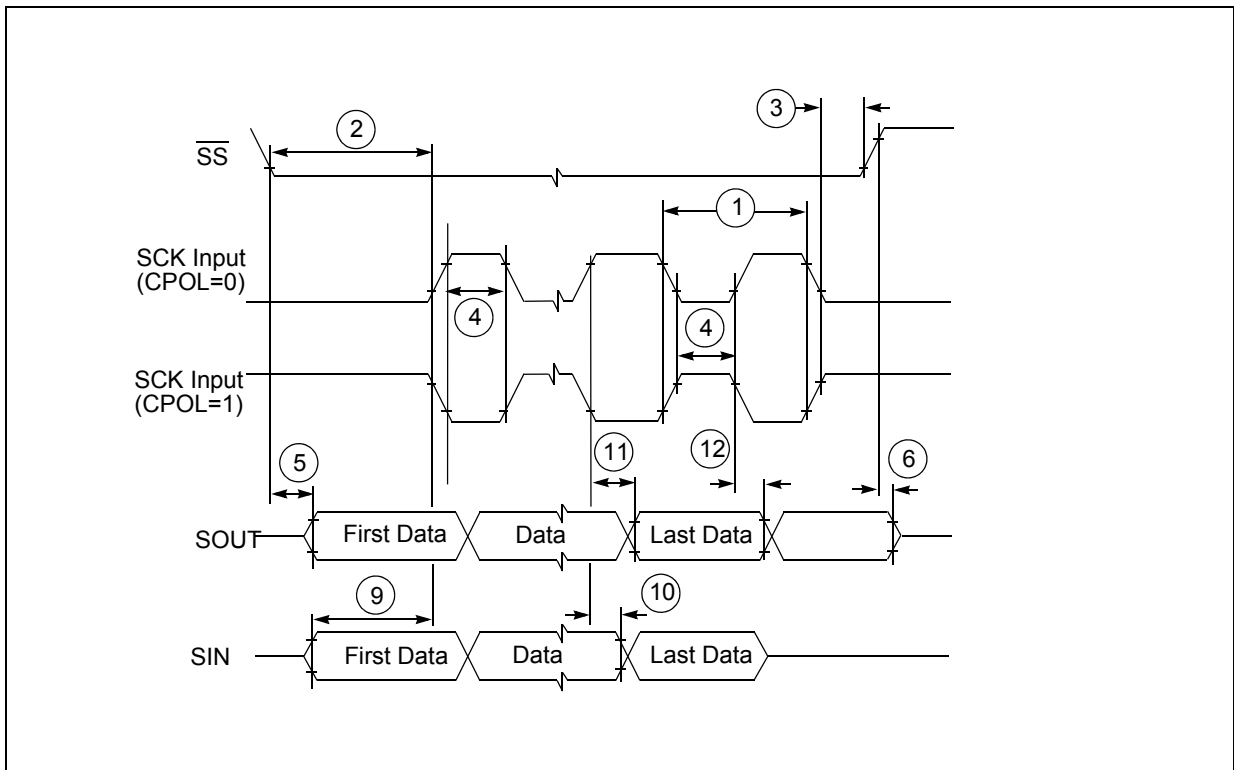 3
2
SS
1
SCK Input
(CPOL=0)
4
4
SCK Input
(CPOL=1)
11
12
5
6
SOUT
First Data
Data
Last Data
9
10
SIN
First Data
Data
Last Data